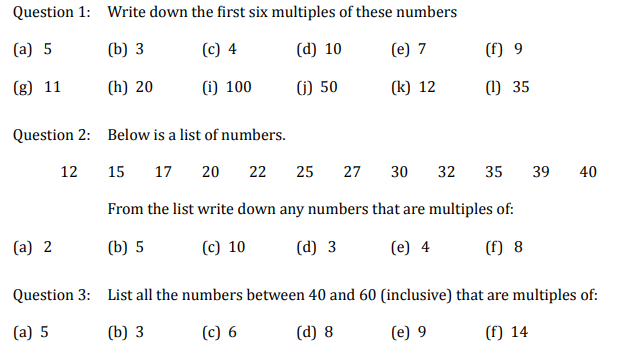 Question 1: Write down the first six multiples of these numbers
(a) 5 (b) 3 (c) 4 (d) 10 (e) 7 (f) 9
(g) 11 (h) 20 (i) 100 (j) 50 (k) 12 (l) 35
Question 2: Below is a list of numbers.
12 15 17 20 22 25 27 30 32 35 39 40
From the list write down any numbers that are multiples of:
(a) 2 (b) 5 (c) 10 (d) 3 (e) 4 (f) 8
Question 3: List all the numbers between 40 and 60 (inclusive) that are multiples of:
(a) 5 (b) 3 (c) 6 (d) 8 (e) 9 (f) 14